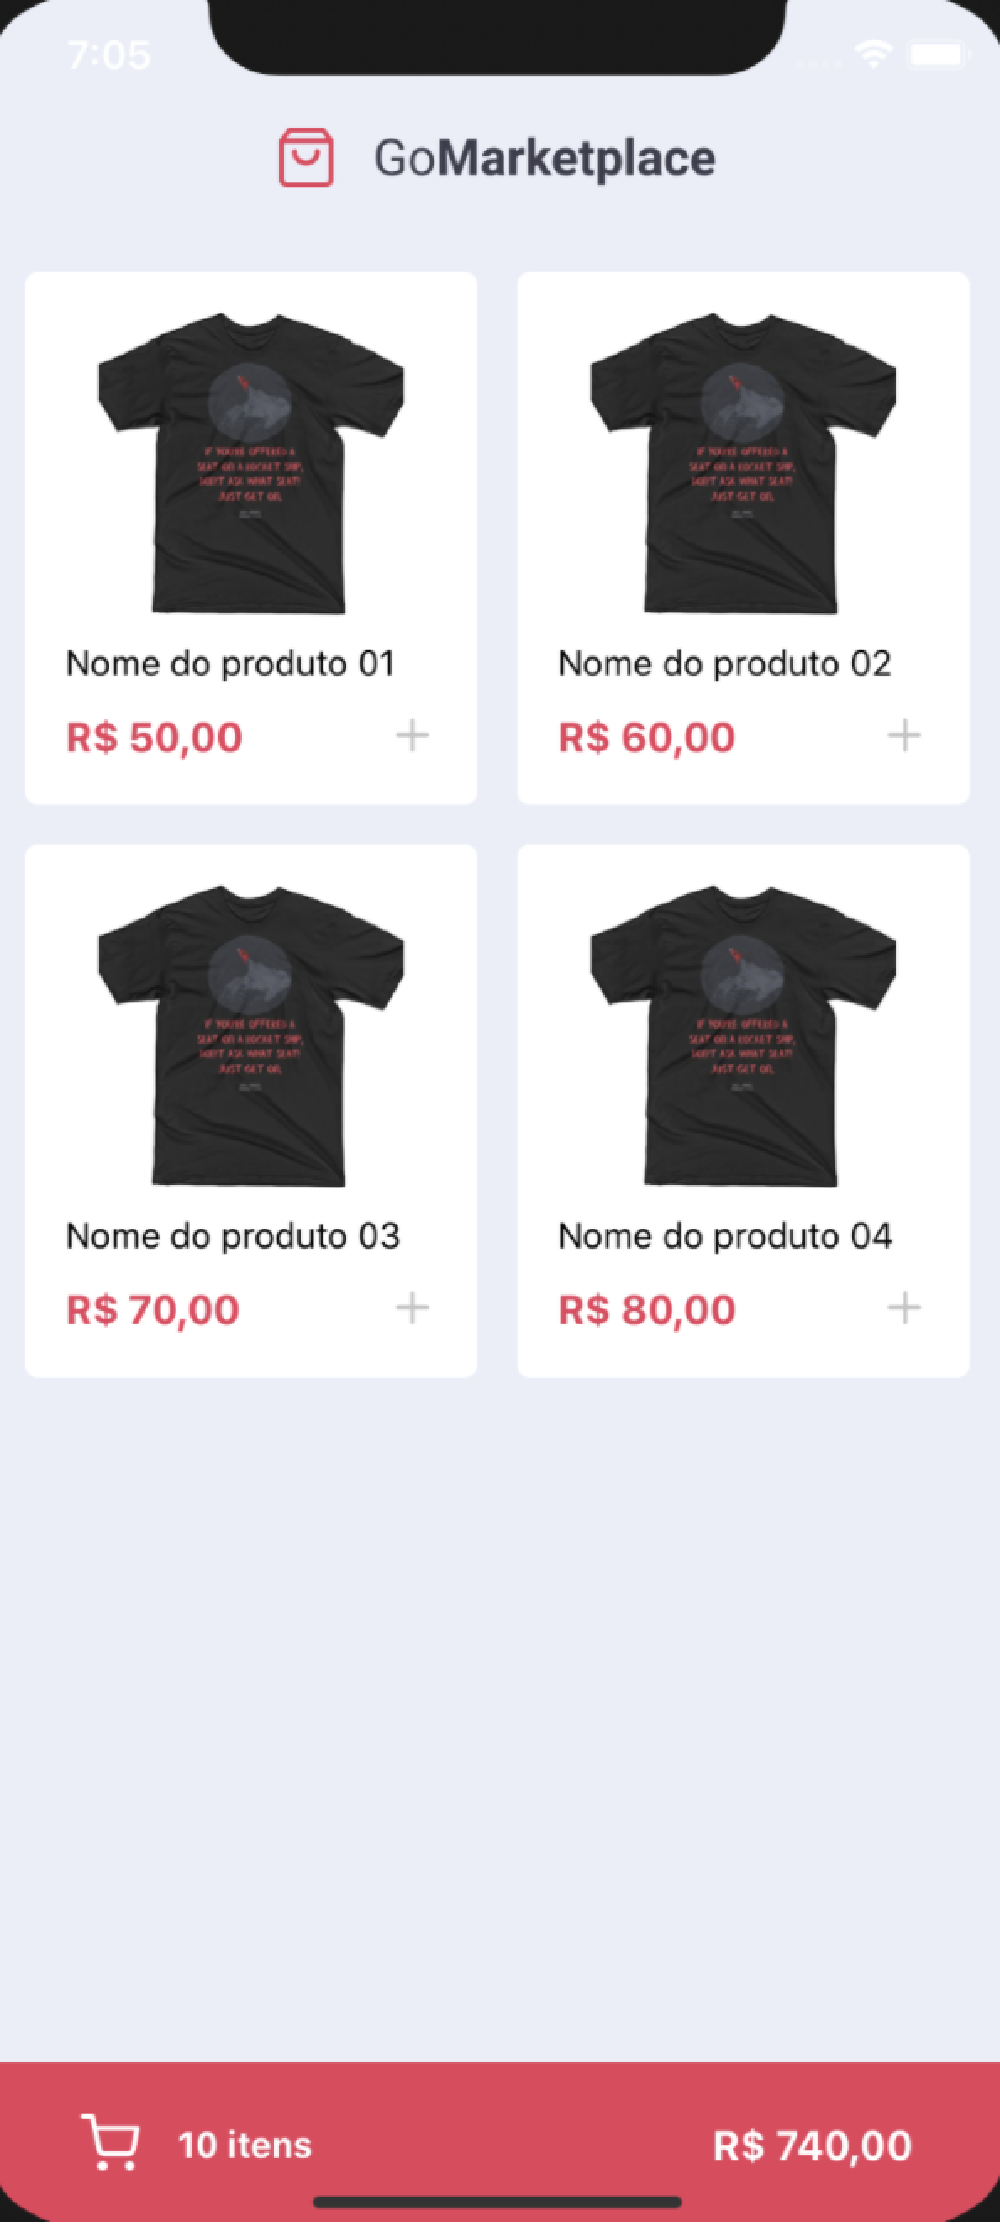 7:05
GoMarketplace
IF YOU'RE OFFERED A
SEAT ON A ROCKET SHIP,
DON'T ASK WHAT SEAT!
JUST GET ON.
IF YOU'RE OFFERED A
SEAT ON A ROCKET SHIP,
DON'T ASK WHAT SEAT!
JUST GET ON.
Nome do produto 01
Nome do produto 02
R$ 50,00 +
R$ 60,00 +
IF YOU'RE OFFERED A
SEAT ON A ROCKET SHIP,
DON'T ASK WHAT SEAT!
JUST GET ON.
IF YOU'RE OFFERED A
SEAT ON A ROCKET SHIP,
DON'T ASK WHAT SEAT!
JUST GET ON.
Nome do produto 03
Nome do produto 04
R$ 70,00 +
R$ 80,00 +
10 itens
R$ 740,00